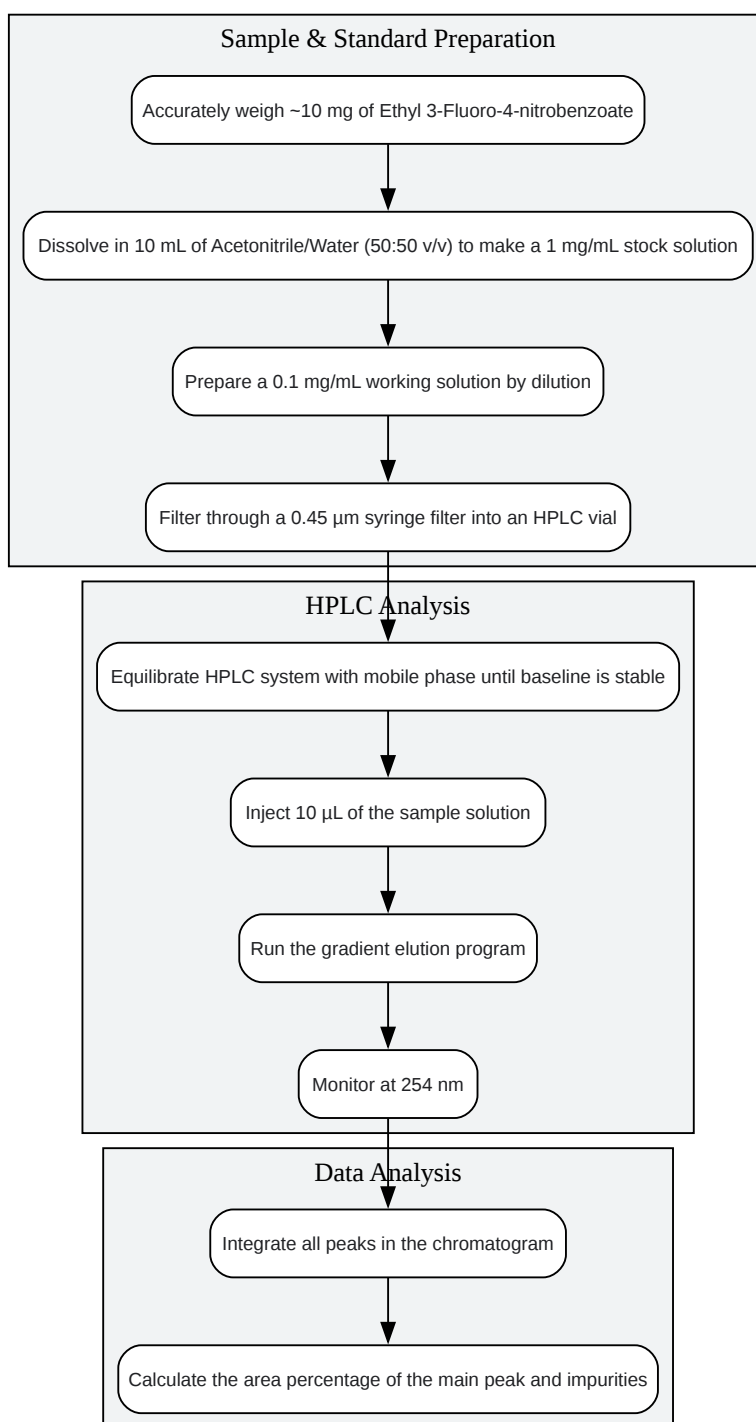 Sample & Standard Preparation
Accurately weigh ~10 mg of Ethyl 3-Fluoro-4-nitrobenzoate
Dissolve in 10 mL of Acetonitrile/Water (50:50 v/v) to make a 1 mg/mL stock solution
Prepare a 0.1 mg/mL working solution by dilution
Filter through a 0.45 µm syringe filter into an HPLC vial
HPLC Analysis
Equilibrate HPLC system with mobile phase until baseline is stable
Inject 10 µL of the sample solution
Run the gradient elution program
Monitor at 254 nm
Data Analysis
Integrate all peaks in the chromatogram
Calculate the area percentage of the main peak and impurities